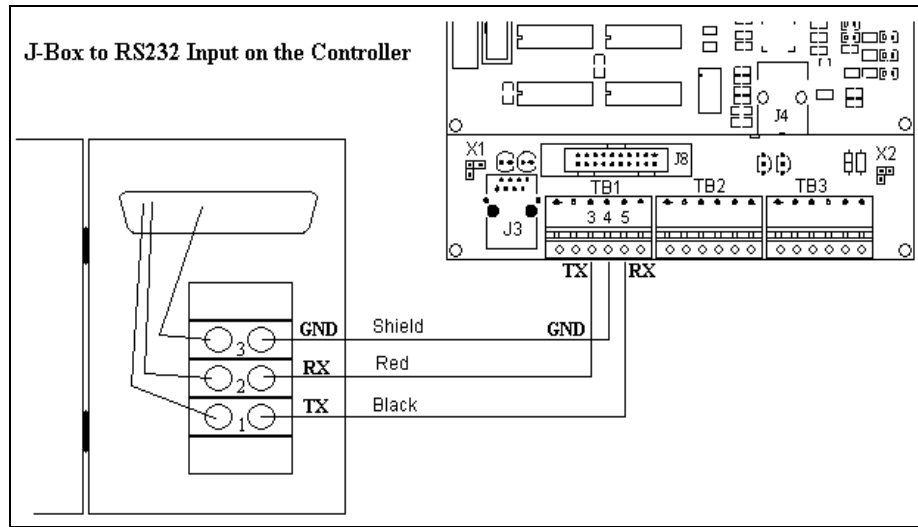 J-Box to RS232 Input on the Controller
J4
X1
J8
X2
TB1
TB2
TB3
J3
3 4 5
TX
RX
GND
Shield
GND
3
RX
Red
2
TX
Black
1